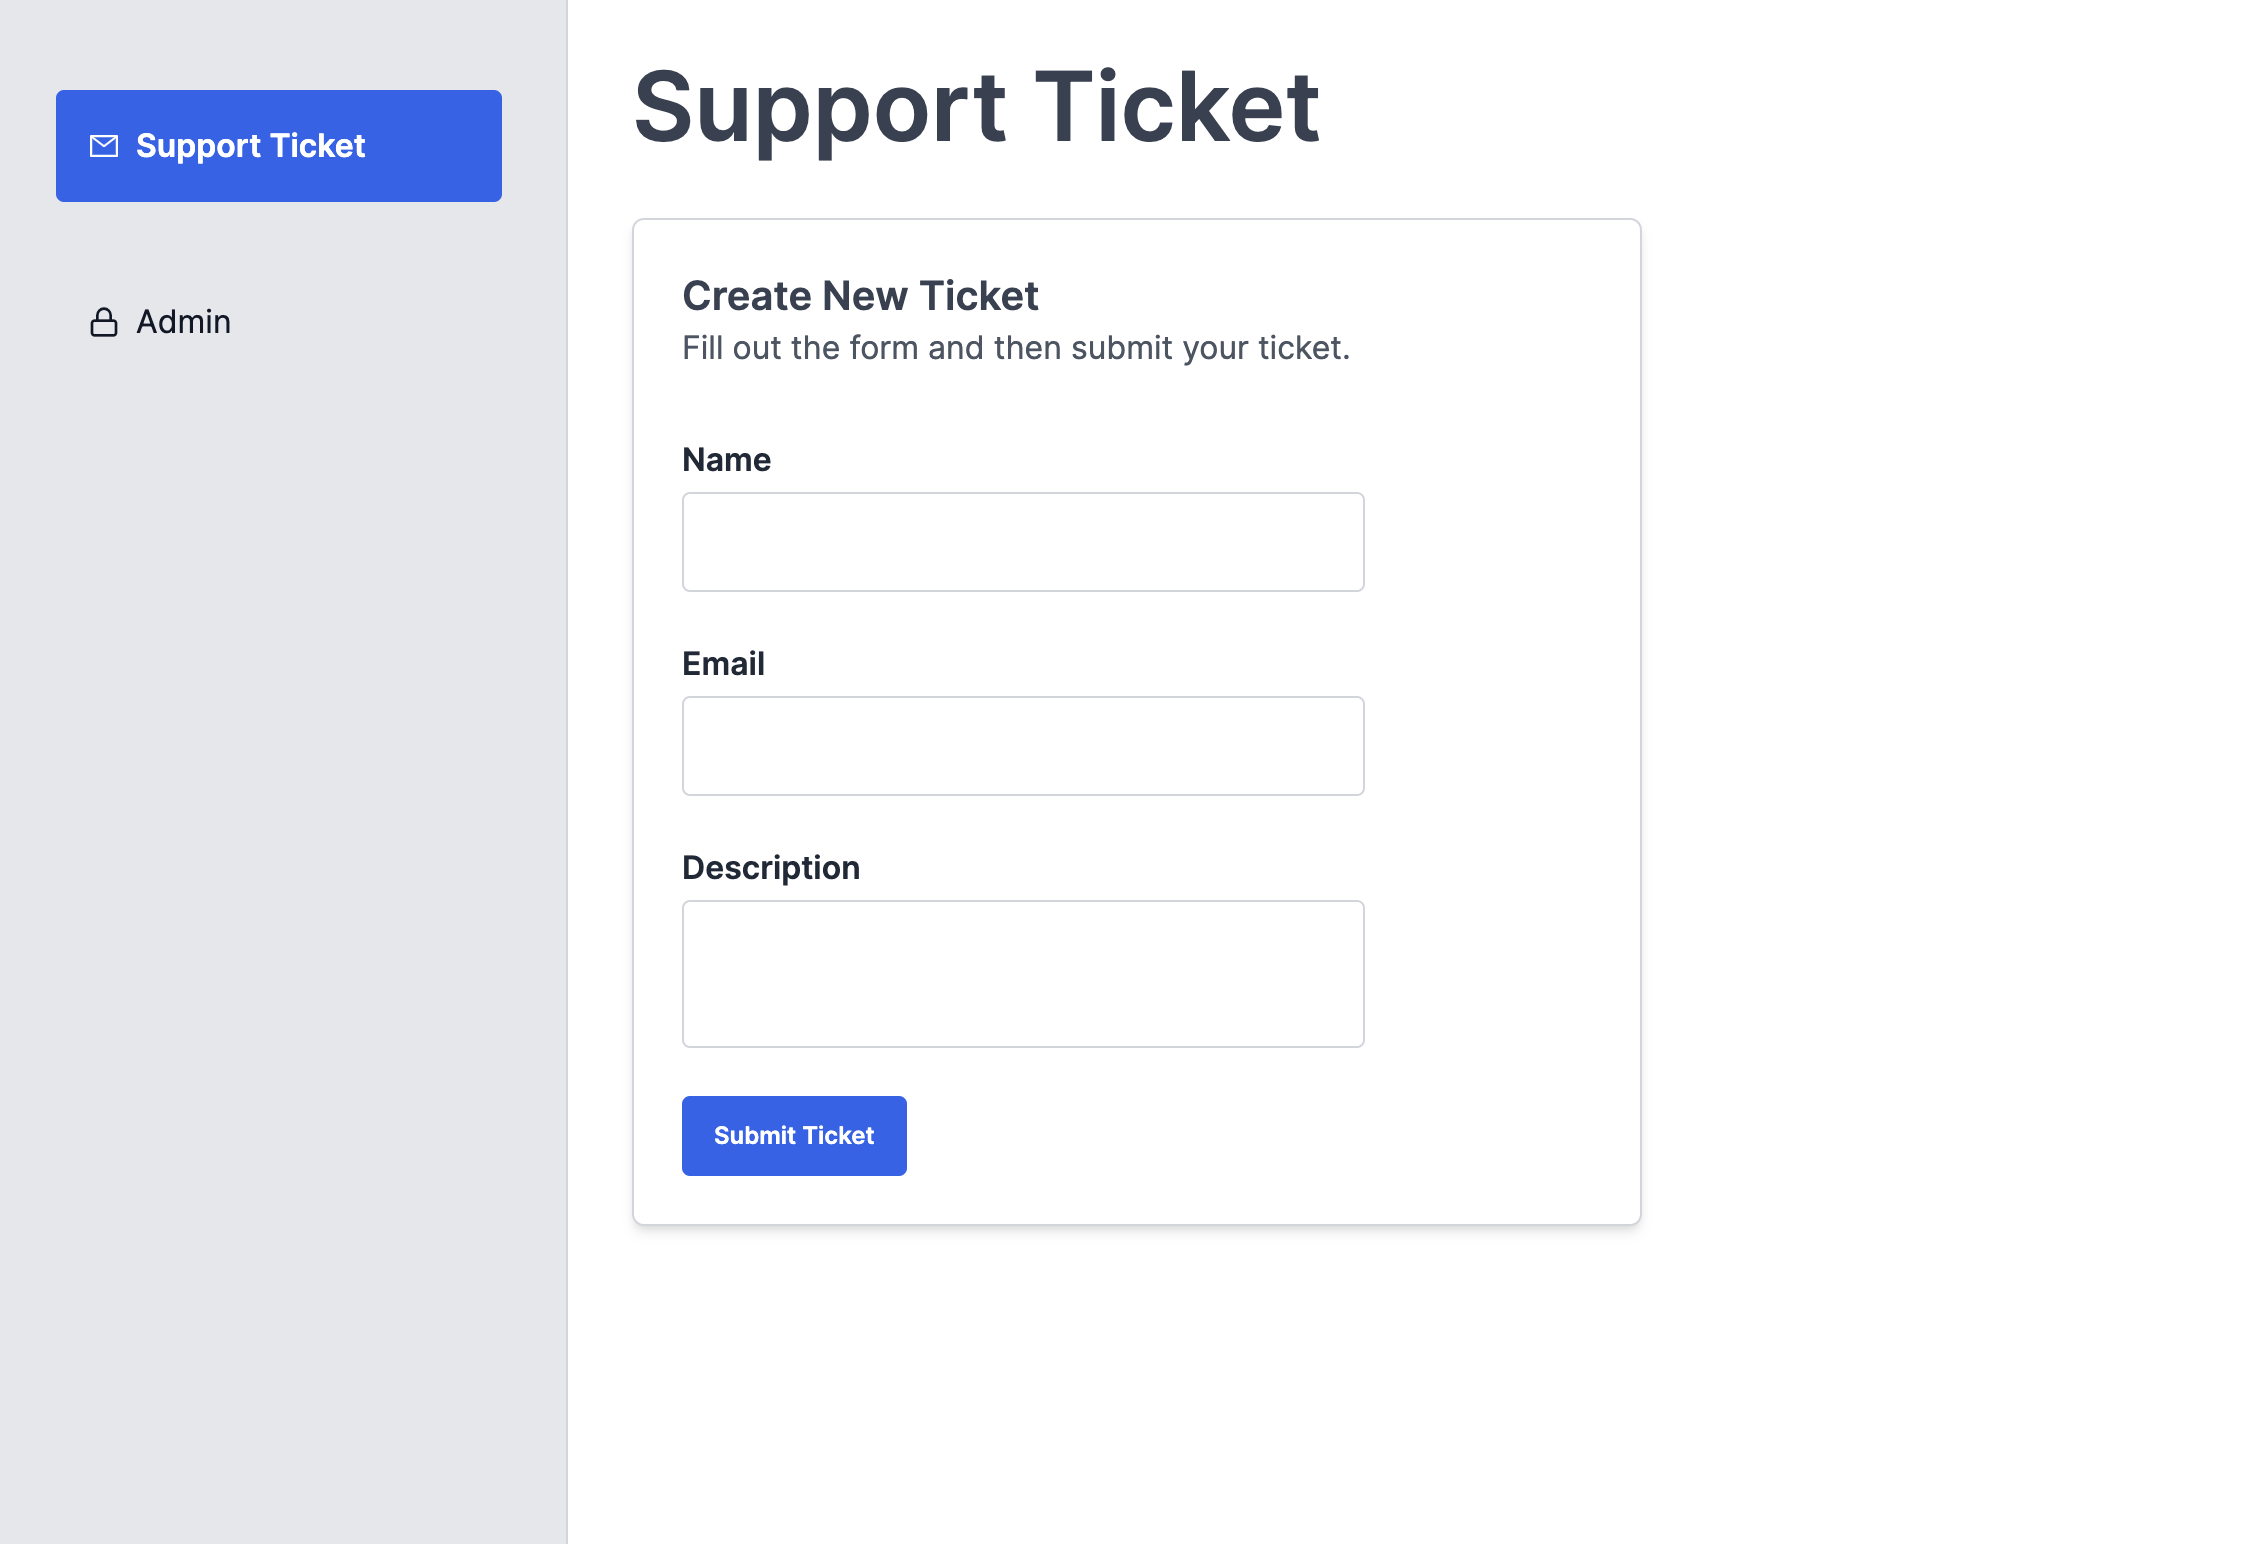 Support Ticket
Admin
Support Ticket
Create New Ticket
Fill out the form and then submit your ticket.
Name
Email
Description
Submit Ticket